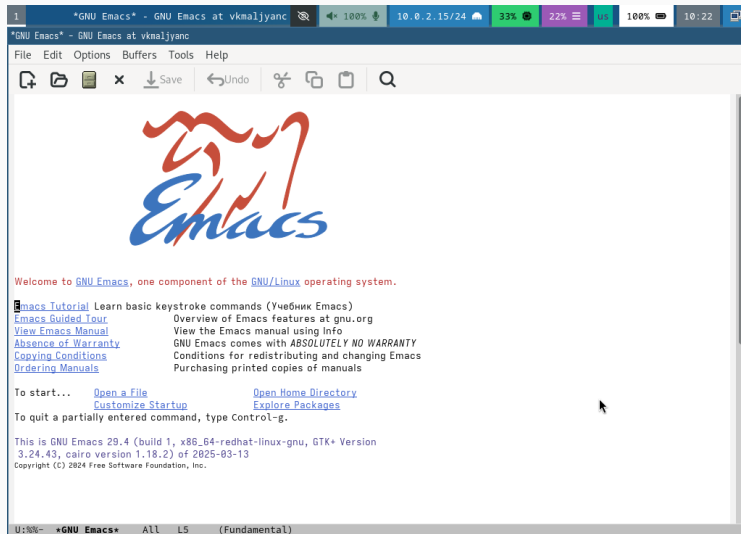 1 *GNU Emacs* - GNU Emacs at vkmaljyanc 100% 10.0.2.15/24 33% 22% us 100% 10:22
*GNU Emacs* - GNU Emacs at vkmaljyanc
File Edit Options Buffers Tools Help
Save Undo
Emacs
Welcome to GNU Emacs, one component of the GNU/Linux operating system.
Emacs Tutorial Learn basic keystroke commands (Учебник Emacs)
Emacs Guided Tour Overview of Emacs features at gnu.org
View Emacs Manual View the Emacs manual using Info
Absence of Warranty GNU Emacs comes with ABSOLUTELY NO WARRANTY
Copying Conditions Conditions for redistributing and changing Emacs
Ordering Manuals Purchasing printed copies of manuals
To start... Open a File Open Home Directory
Customize Startup Explore Packages
To quit a partially entered command, type Control-g.
This is GNU Emacs 29.4 (build 1, x86_64-redhat-linux-gnu, GTK+ Version
3.24.43, cairo version 1.18.2) of 2025-03-13
Copyright (C) 2024 Free Software Foundation, Inc.
U:%%- *GNU Emacs* All L5 (Fundamental)